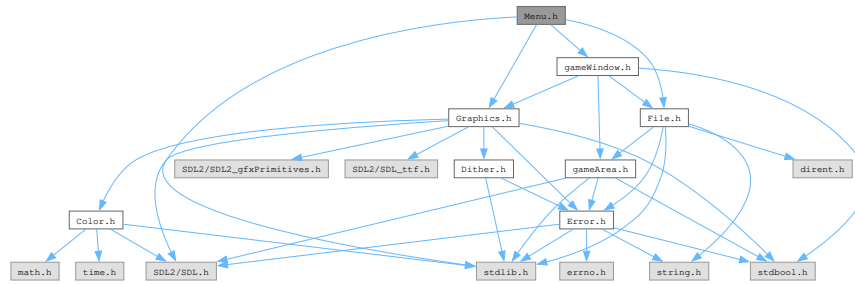 Menu.h
gameWindow.h
Graphics.h
File.h
SDL2/SDL2_gfxPrimitives.h
SDL2/SDL_ttf.h
Dither.h
gameArea.h
dirent.h
Color.h
Error.h
math.h
time.h
SDL2/SDL.h
stdlib.h
errno.h
string.h
stdbool.h